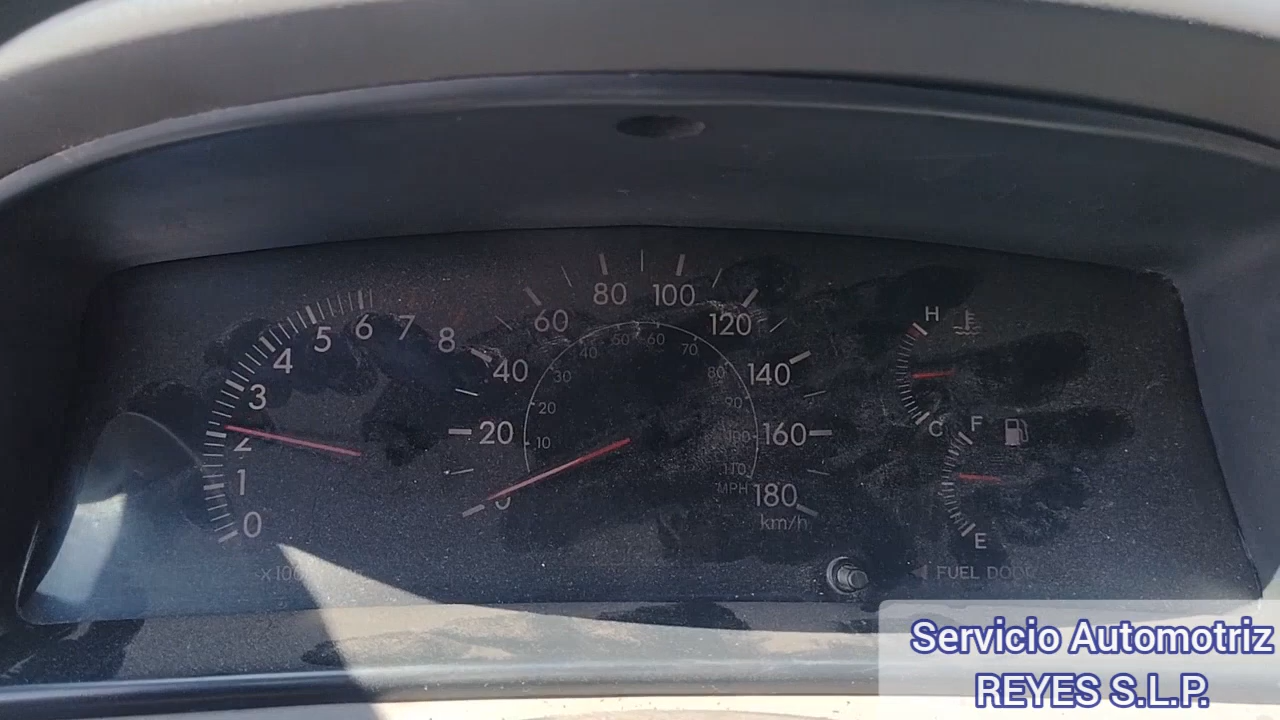 0 1 2 3 4 5 6 7 8
0 20 40 60 80 100 120 140 160 180
km/h
10 20 30 40 50 60 70 80 90 100 110
MPH
H
C
F
E
FUEL DOOR
Servicio Automotriz
REYES S.L.P.